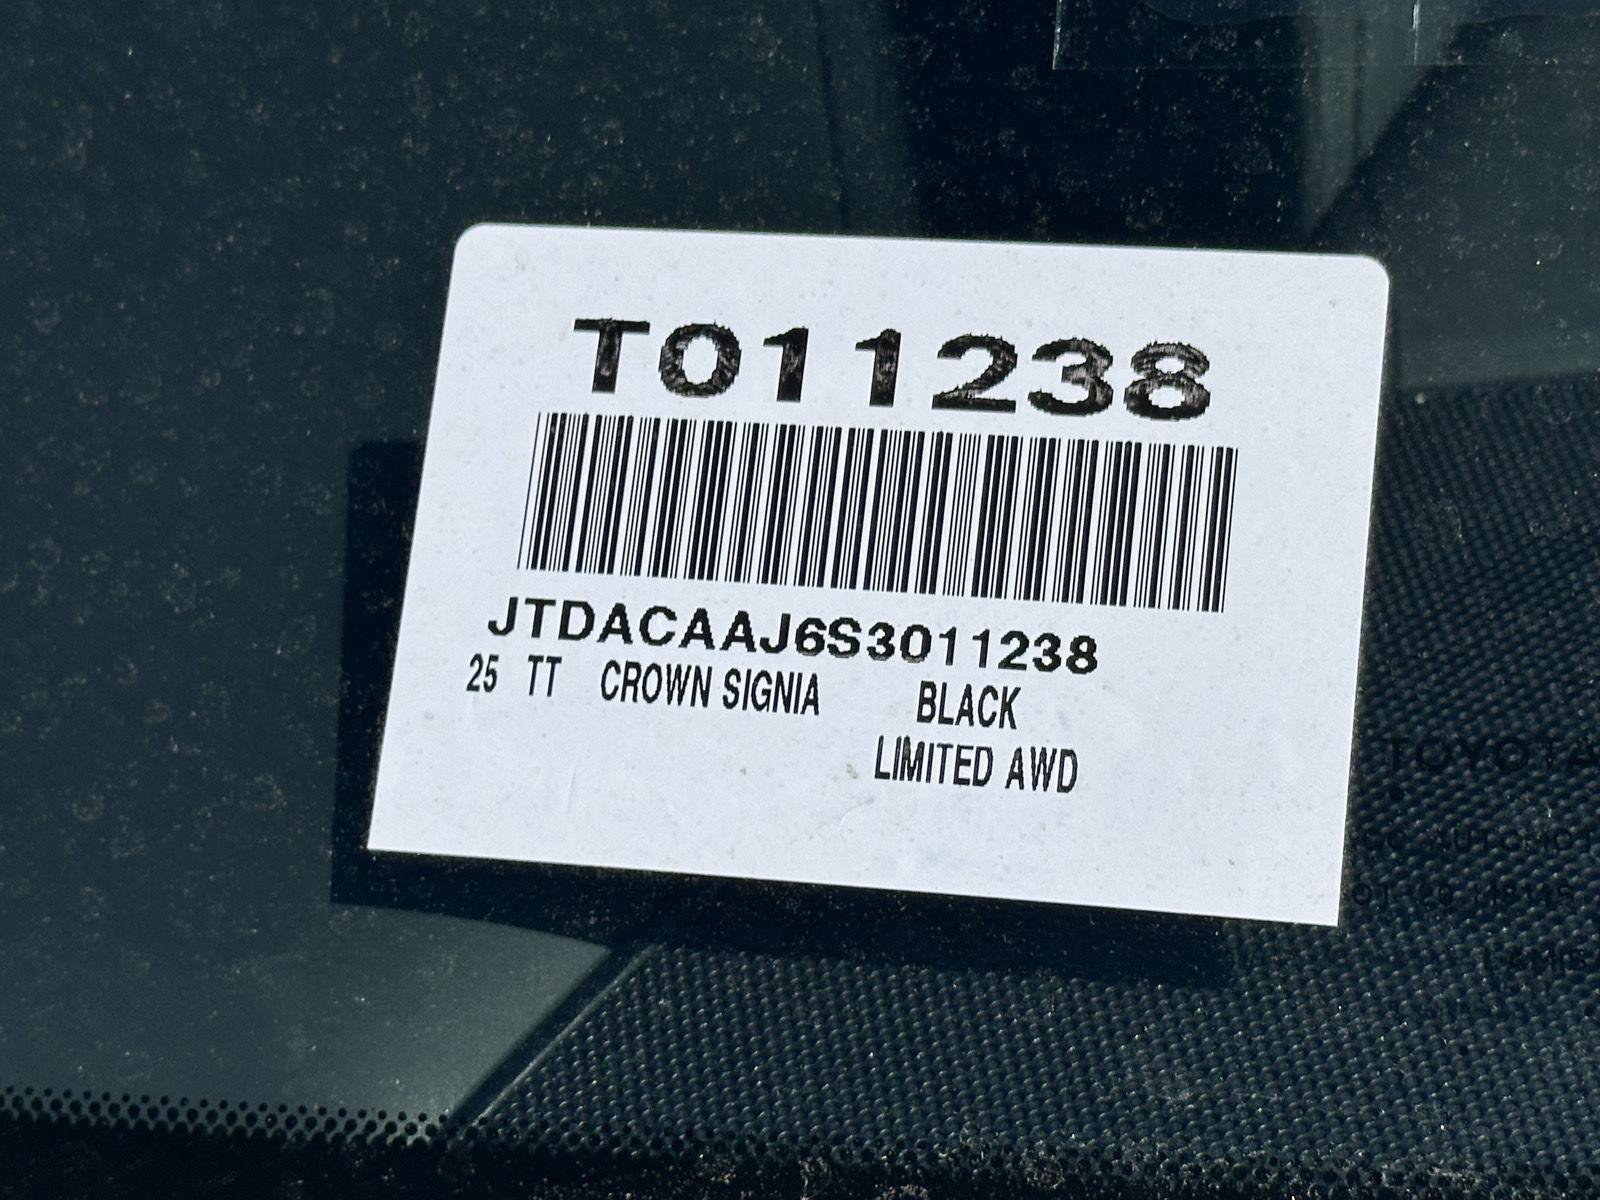 T011238
JTDACAAJ6S3011238
25 TT CROWN SIGNIA BLACK
LIMITED AWD
TOYOTA